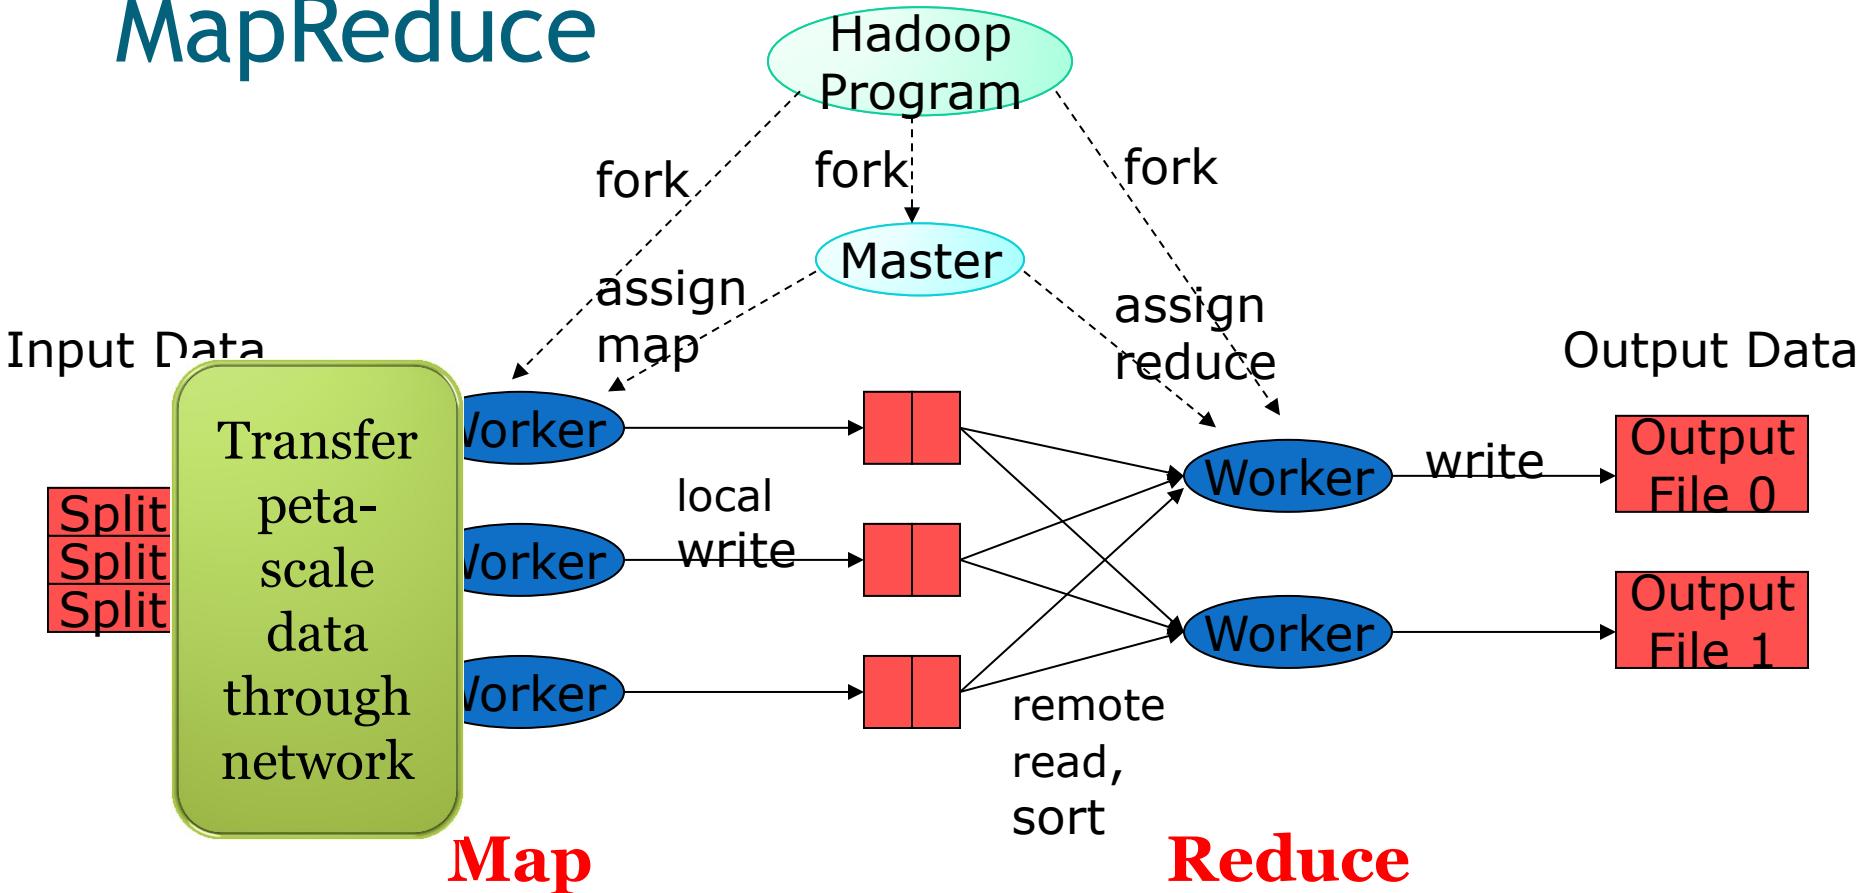 MapReduce
Hadoop
Program
fork
fork
fork
Master
assign
map
assign
reduce
Input Data
Output Data
Transfer
peta-
scale
data
through
network
Split
Split
Split
Worker
Worker
Worker
local
write
Worker
Worker
write
Output
File 0
Output
File 1
remote
read,
sort
Map
Reduce